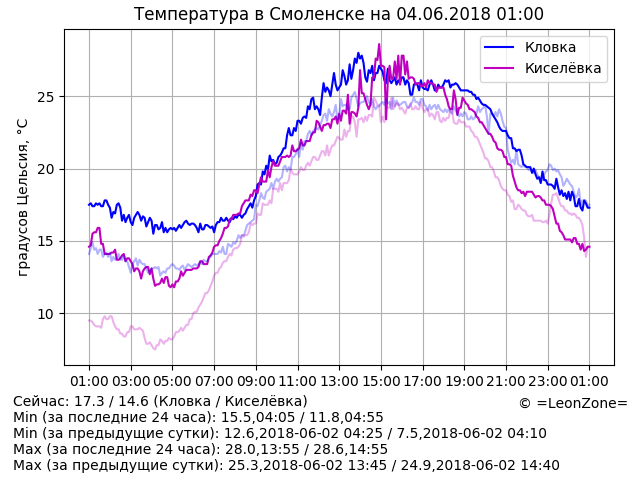 Температура в Смоленске на 04.06.2018 01:00
Кловка
Киселёвка
градусов Цельсия, °C
25
20
15
10
01:00 03:00 05:00 07:00 09:00 11:00 13:00 15:00 17:00 19:00 21:00 23:00 01:00
Сейчас: 17.3 / 14.6 (Кловка / Киселёвка)
© =LeonZone=
Min (за последние 24 часа): 15.5,04:05 / 11.8,04:55
Min (за предыдущие сутки): 12.6,2018-06-02 04:25 / 7.5,2018-06-02 04:10
Max (за последние 24 часа): 28.0,13:55 / 28.6,14:55
Max (за предыдущие сутки): 25.3,2018-06-02 13:45 / 24.9,2018-06-02 14:40